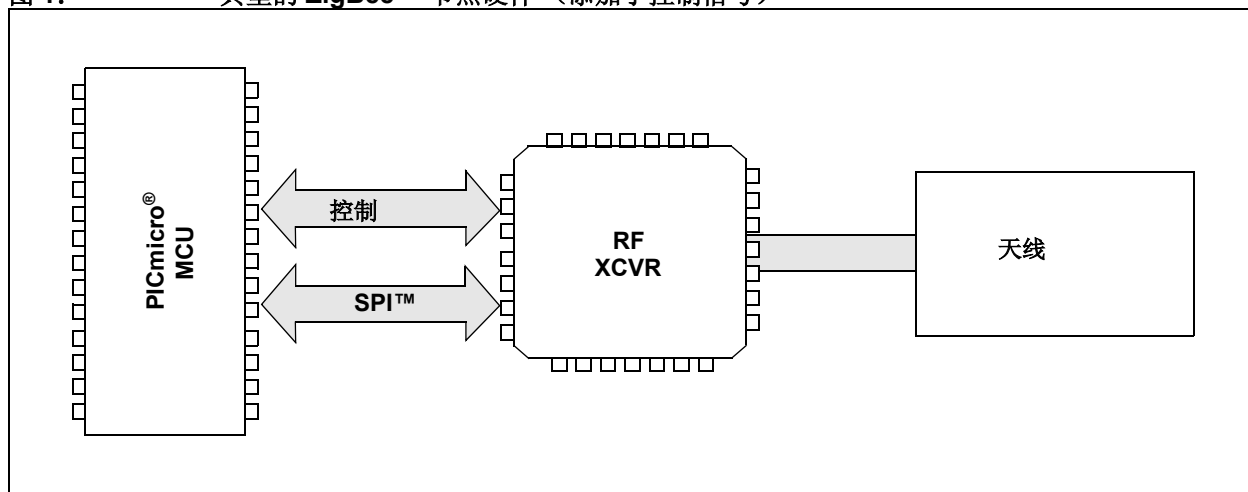 PICmicro®
MCU
控制
SPI™
RF
XCVR
天线